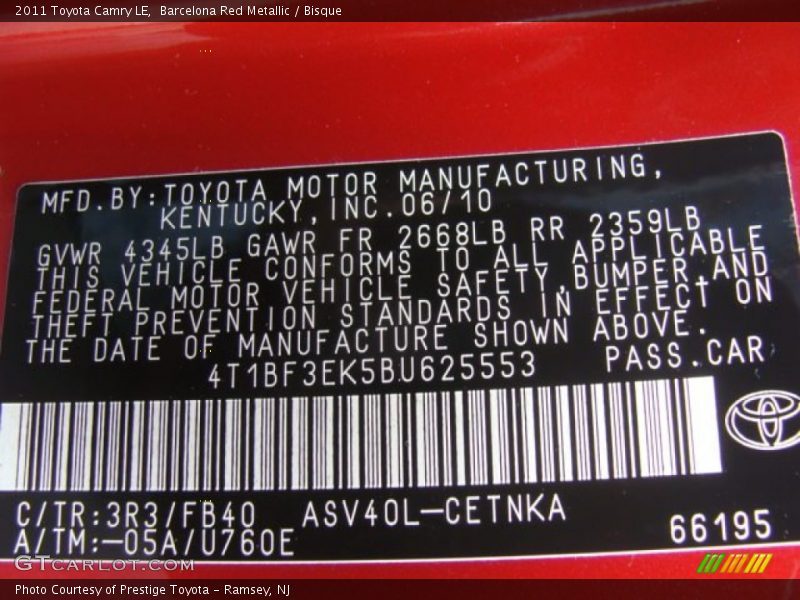 2011 Toyota Camry LE, Barcelona Red Metallic / Bisque
MFD.BY:TOYOTA MOTOR MANUFACTURING,
KENTUCKY,INC.06/10
GVWR 4345LB GAWR FR 2668LB RR 2359LB
THIS VEHICLE CONFORMS TO ALL APPLICABLE
FEDERAL MOTOR VEHICLE SAFETY,BUMPER,AND
THEFT PREVENTION STANDARDS IN EFFECT ON
THE DATE OF MANUFACTURE SHOWN ABOVE.
4T1BF3EK5BU625553 PASS.CAR
C/TR:3R3/FB40 ASV40L-CETNKA
A/TM:-05A/U760E 66195
GTCARLOT.COM
Photo Courtesy of Prestige Toyota - Ramsey, NJ